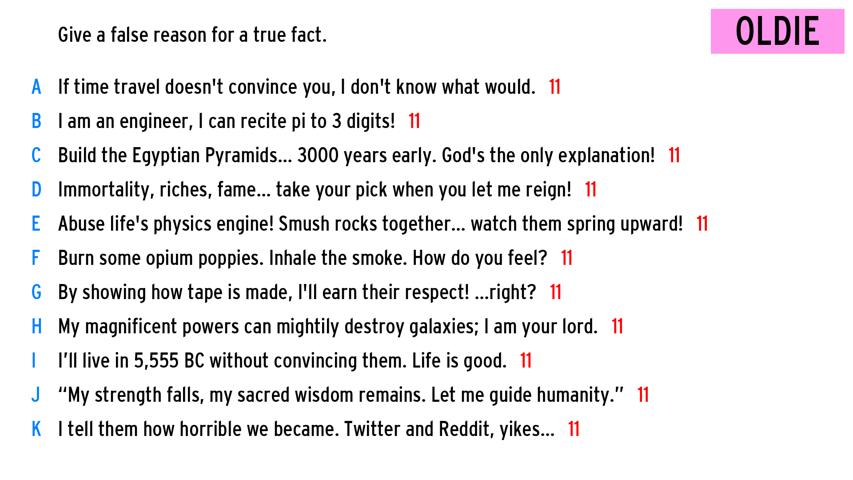 Give a false reason for a true fact.
OLDIE
A If time travel doesn't convince you, I don't know what would. 11
B I am an engineer, I can recite pi to 3 digits! 11
C Build the Egyptian Pyramids... 3000 years early. God's the only explanation! 11
D Immortality, riches, fame... take your pick when you let me reign! 11
E Abuse life's physics engine! Smush rocks together... watch them spring upward! 11
F Burn some opium poppies. Inhale the smoke. How do you feel? 11
G By showing how tape is made, I'll earn their respect! ...right? 11
H My magnificent powers can mightily destroy galaxies; I am your lord. 11
I I’ll live in 5,555 BC without convincing them. Life is good. 11
J “My strength falls, my sacred wisdom remains. Let me guide humanity.” 11
K I tell them how horrible we became. Twitter and Reddit, yikes... 11